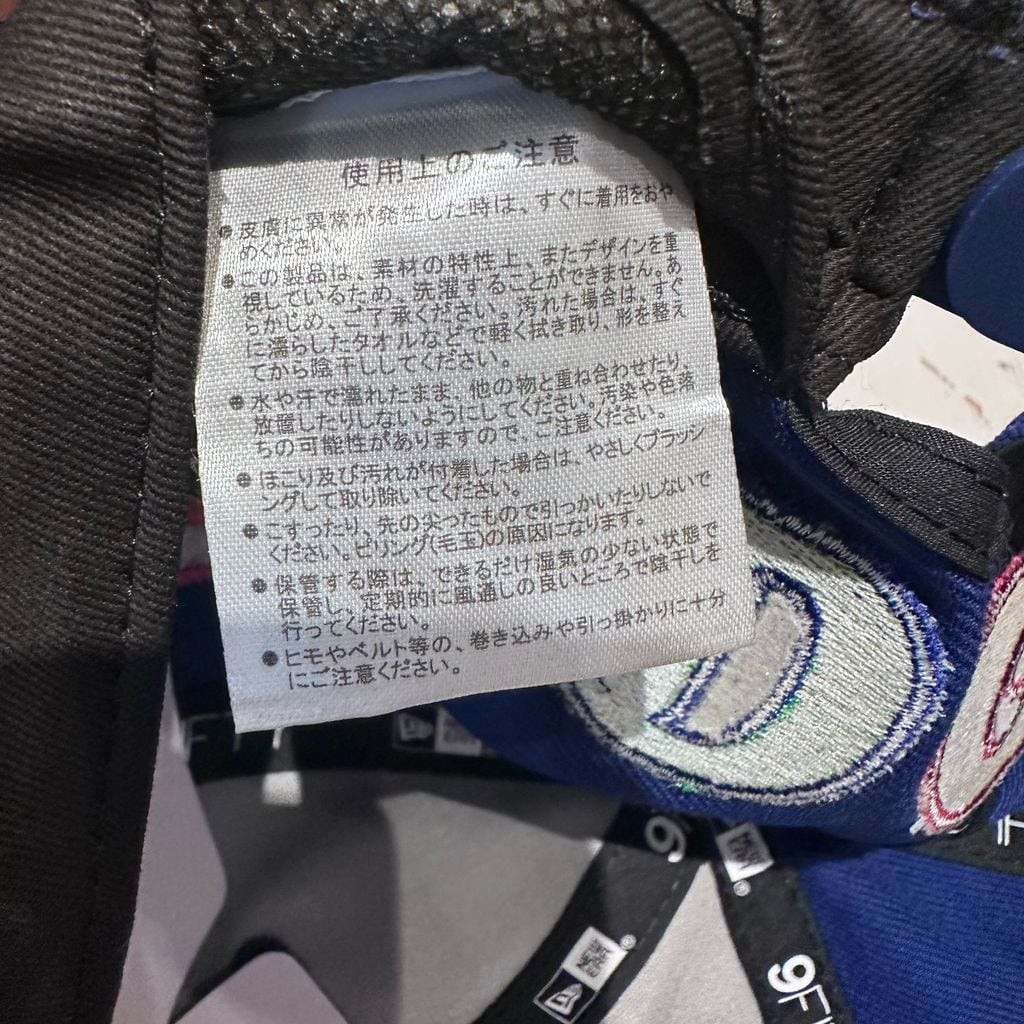 使用上のご注意
●皮膚に異常が発生した時は、すぐに着用をおや
めください。
●この製品は、素材の特性上、またデザインを重
視しているため、洗濯することができません。あ
らかじめ、ご了承ください。汚れた場合は、すぐ
に濡らしたタオルなどで軽く拭き取り、形を整え
てから陰干ししてください。
●水や汗で濡れたまま、他の物と重ね合わせたり、
放置したりしないようにしてください。汚染や色落
ちの可能性がありますので、ご注意ください。
●ほこり及び汚れが付着した場合は、やさしくブラッシ
ングして取り除いてください。
●こすったり、先の尖ったもので引っかいたりしないで
ください。ピリング(毛玉)の原因になります。
●保管する際は、できるだけ湿気の少ない状態で
保管し、定期的に風通しの良いところで陰干しを
行ってください。
●ヒモやベルト等の、巻き込みや引っ掛かりに十分
にご注意ください。
9
9F